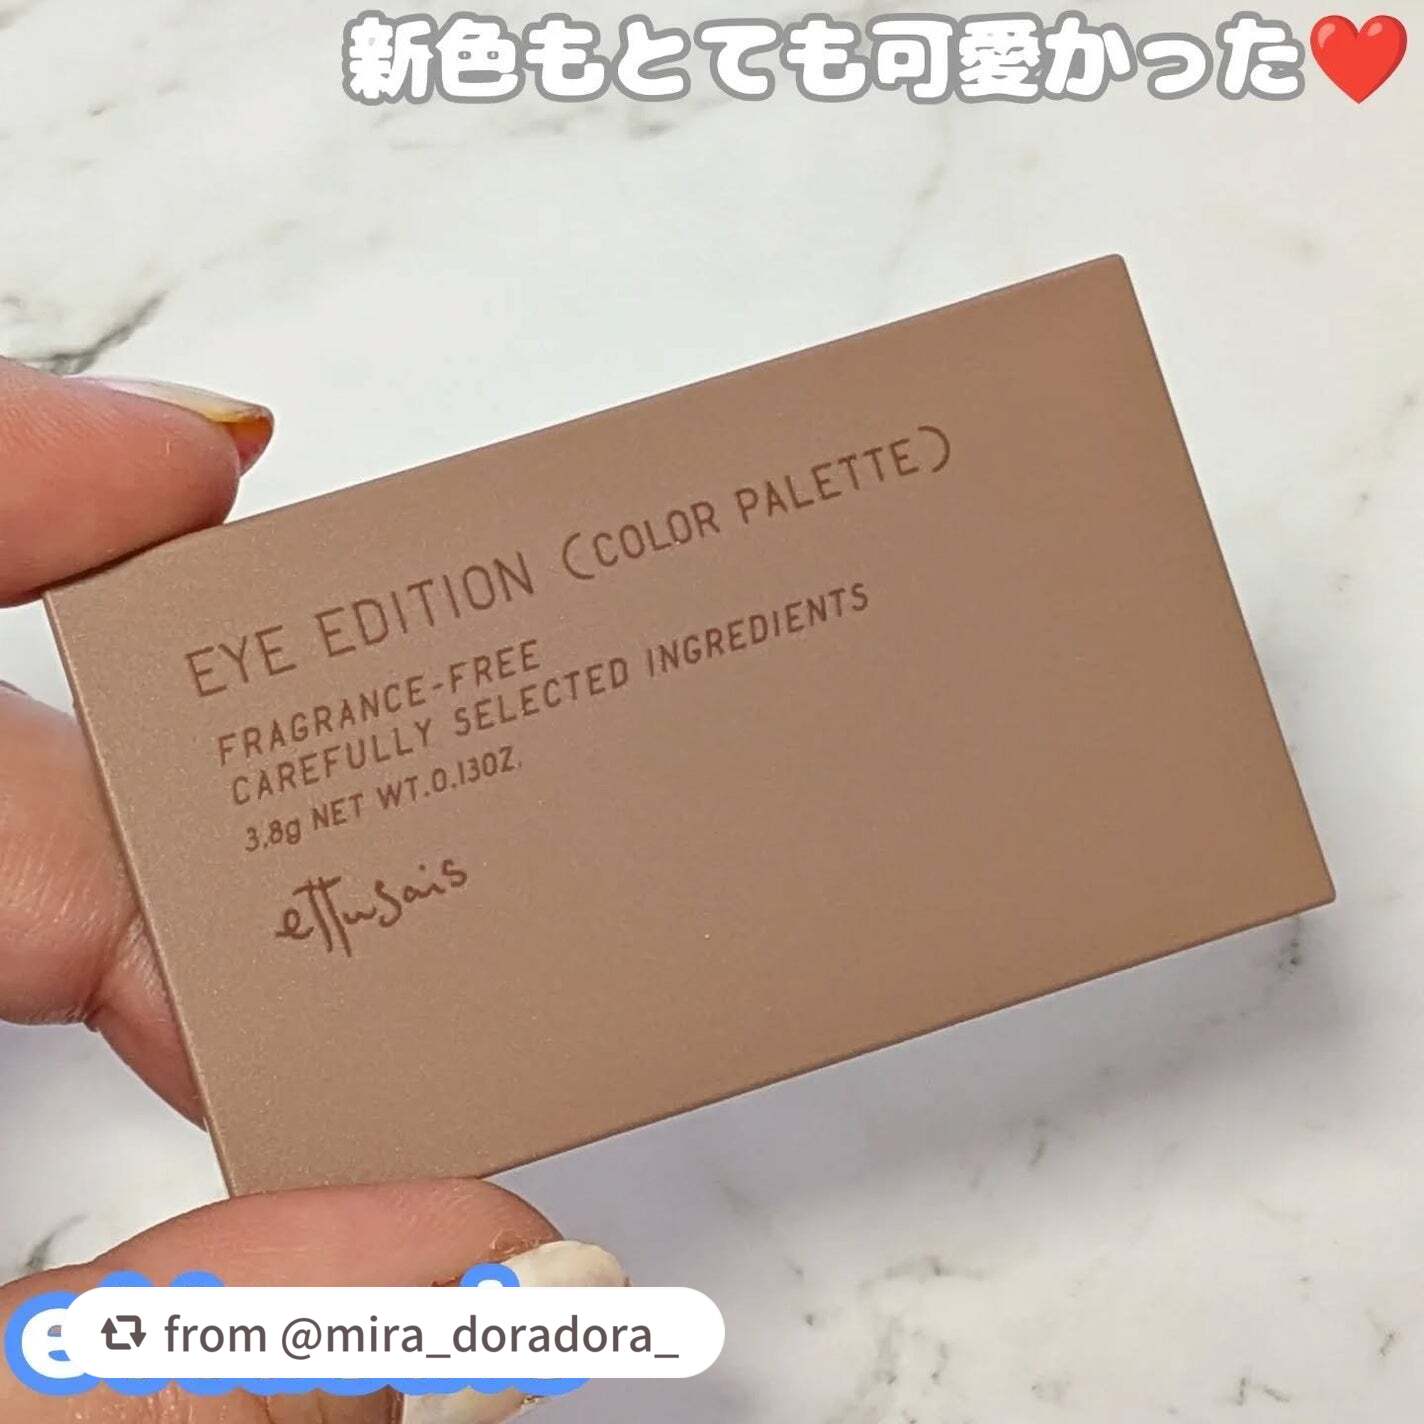 新色もとても可愛かった❤️
EYE EDITION (COLOR PALETTE)
FRAGRANCE-FREE
CAREFULLY SELECTED INGREDIENTS
3.8g NET WT.0.13OZ.
ettusais
from @mira_doradora_